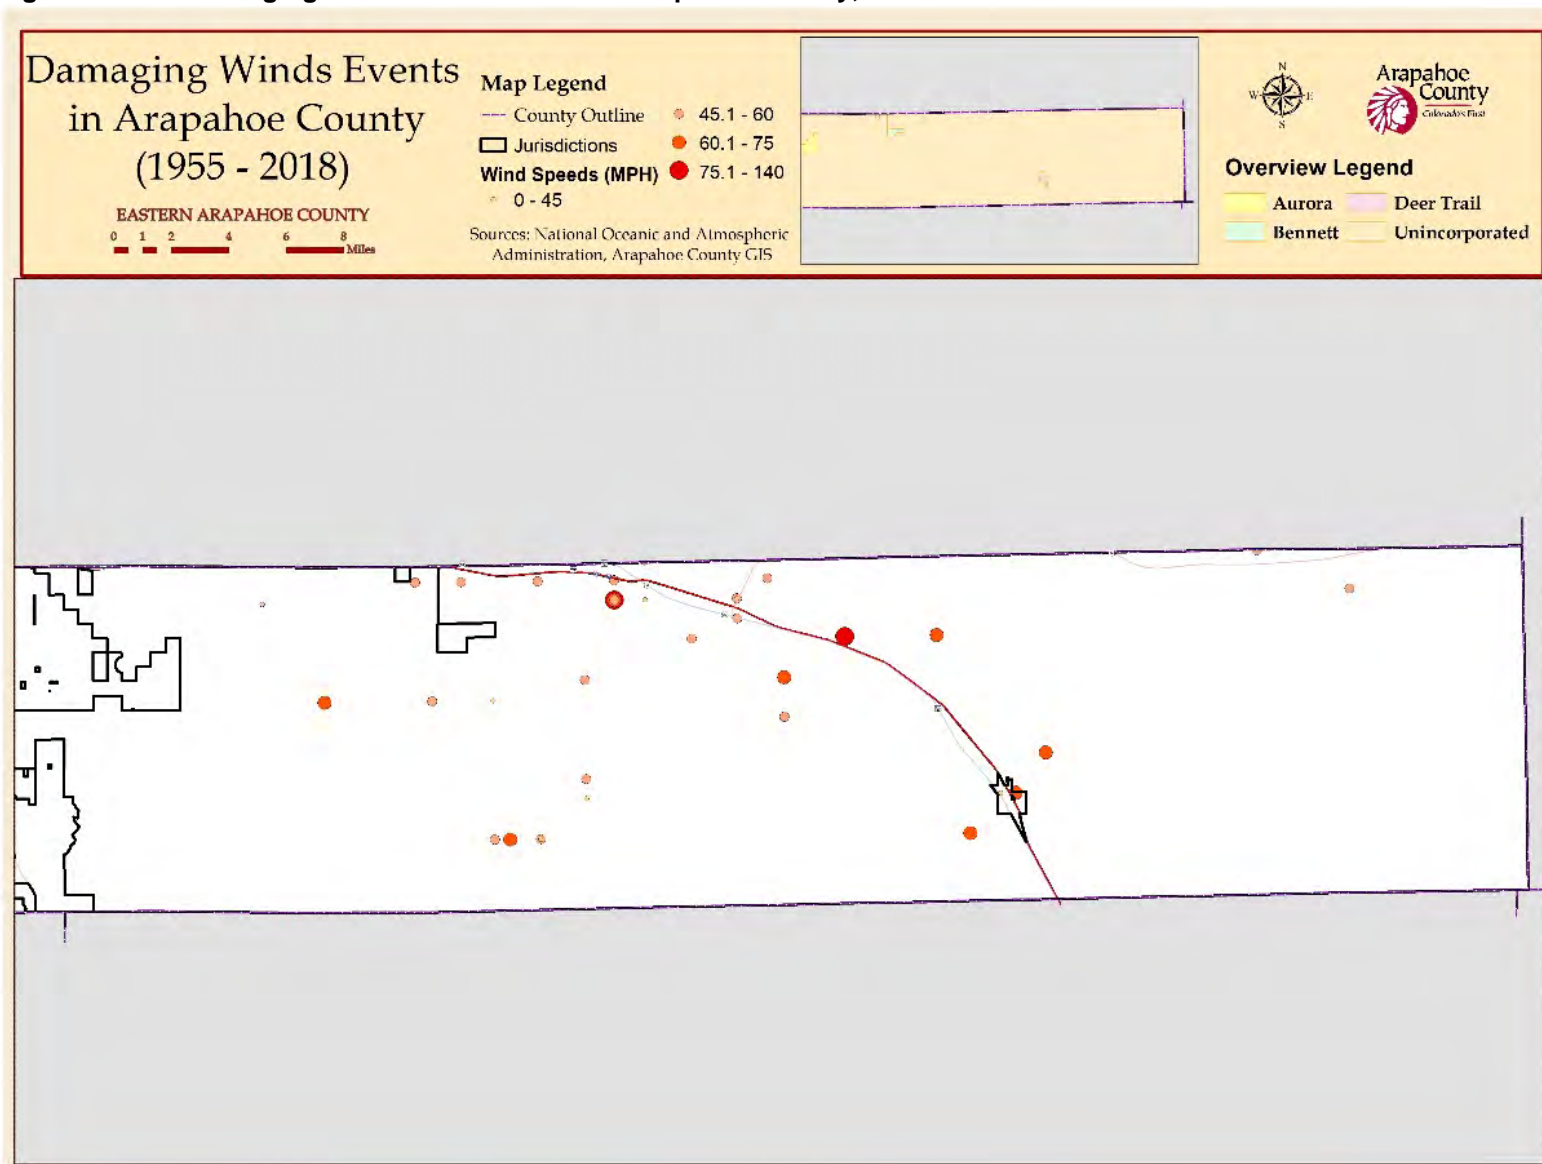 Damaging Winds Events
in Arapahoe County
(1955 - 2018)
EASTERN ARAPAHOE COUNTY
0 1 2 4 6 8
Miles
Map Legend
County Outline
Jurisdictions
Wind Speeds (MPH)
0 - 45
45.1 - 60
60.1 - 75
75.1 - 140
Sources: National Oceanic and Atmospheric
Administration, Arapahoe County GIS
N
W E
S
Arapahoe
County
Colorado's First
Overview Legend
Aurora
Deer Trail
Bennett
Unincorporated